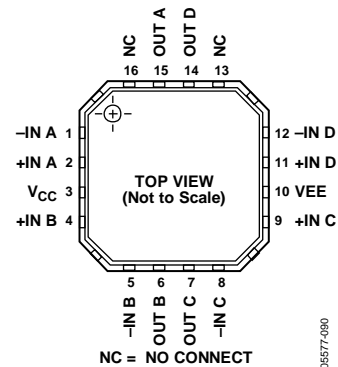 NC
OUT A
OUT D
NC
16 15 14 13
–IN A 1
+IN A 2
VCC 3
+IN B 4
TOP VIEW
(Not to Scale)
12 –IN D
11 +IN D
10 VEE
9 +IN C
5 6 7 8
–IN B
OUT B
OUT C
–IN C
NC = NO CONNECT
05577-090